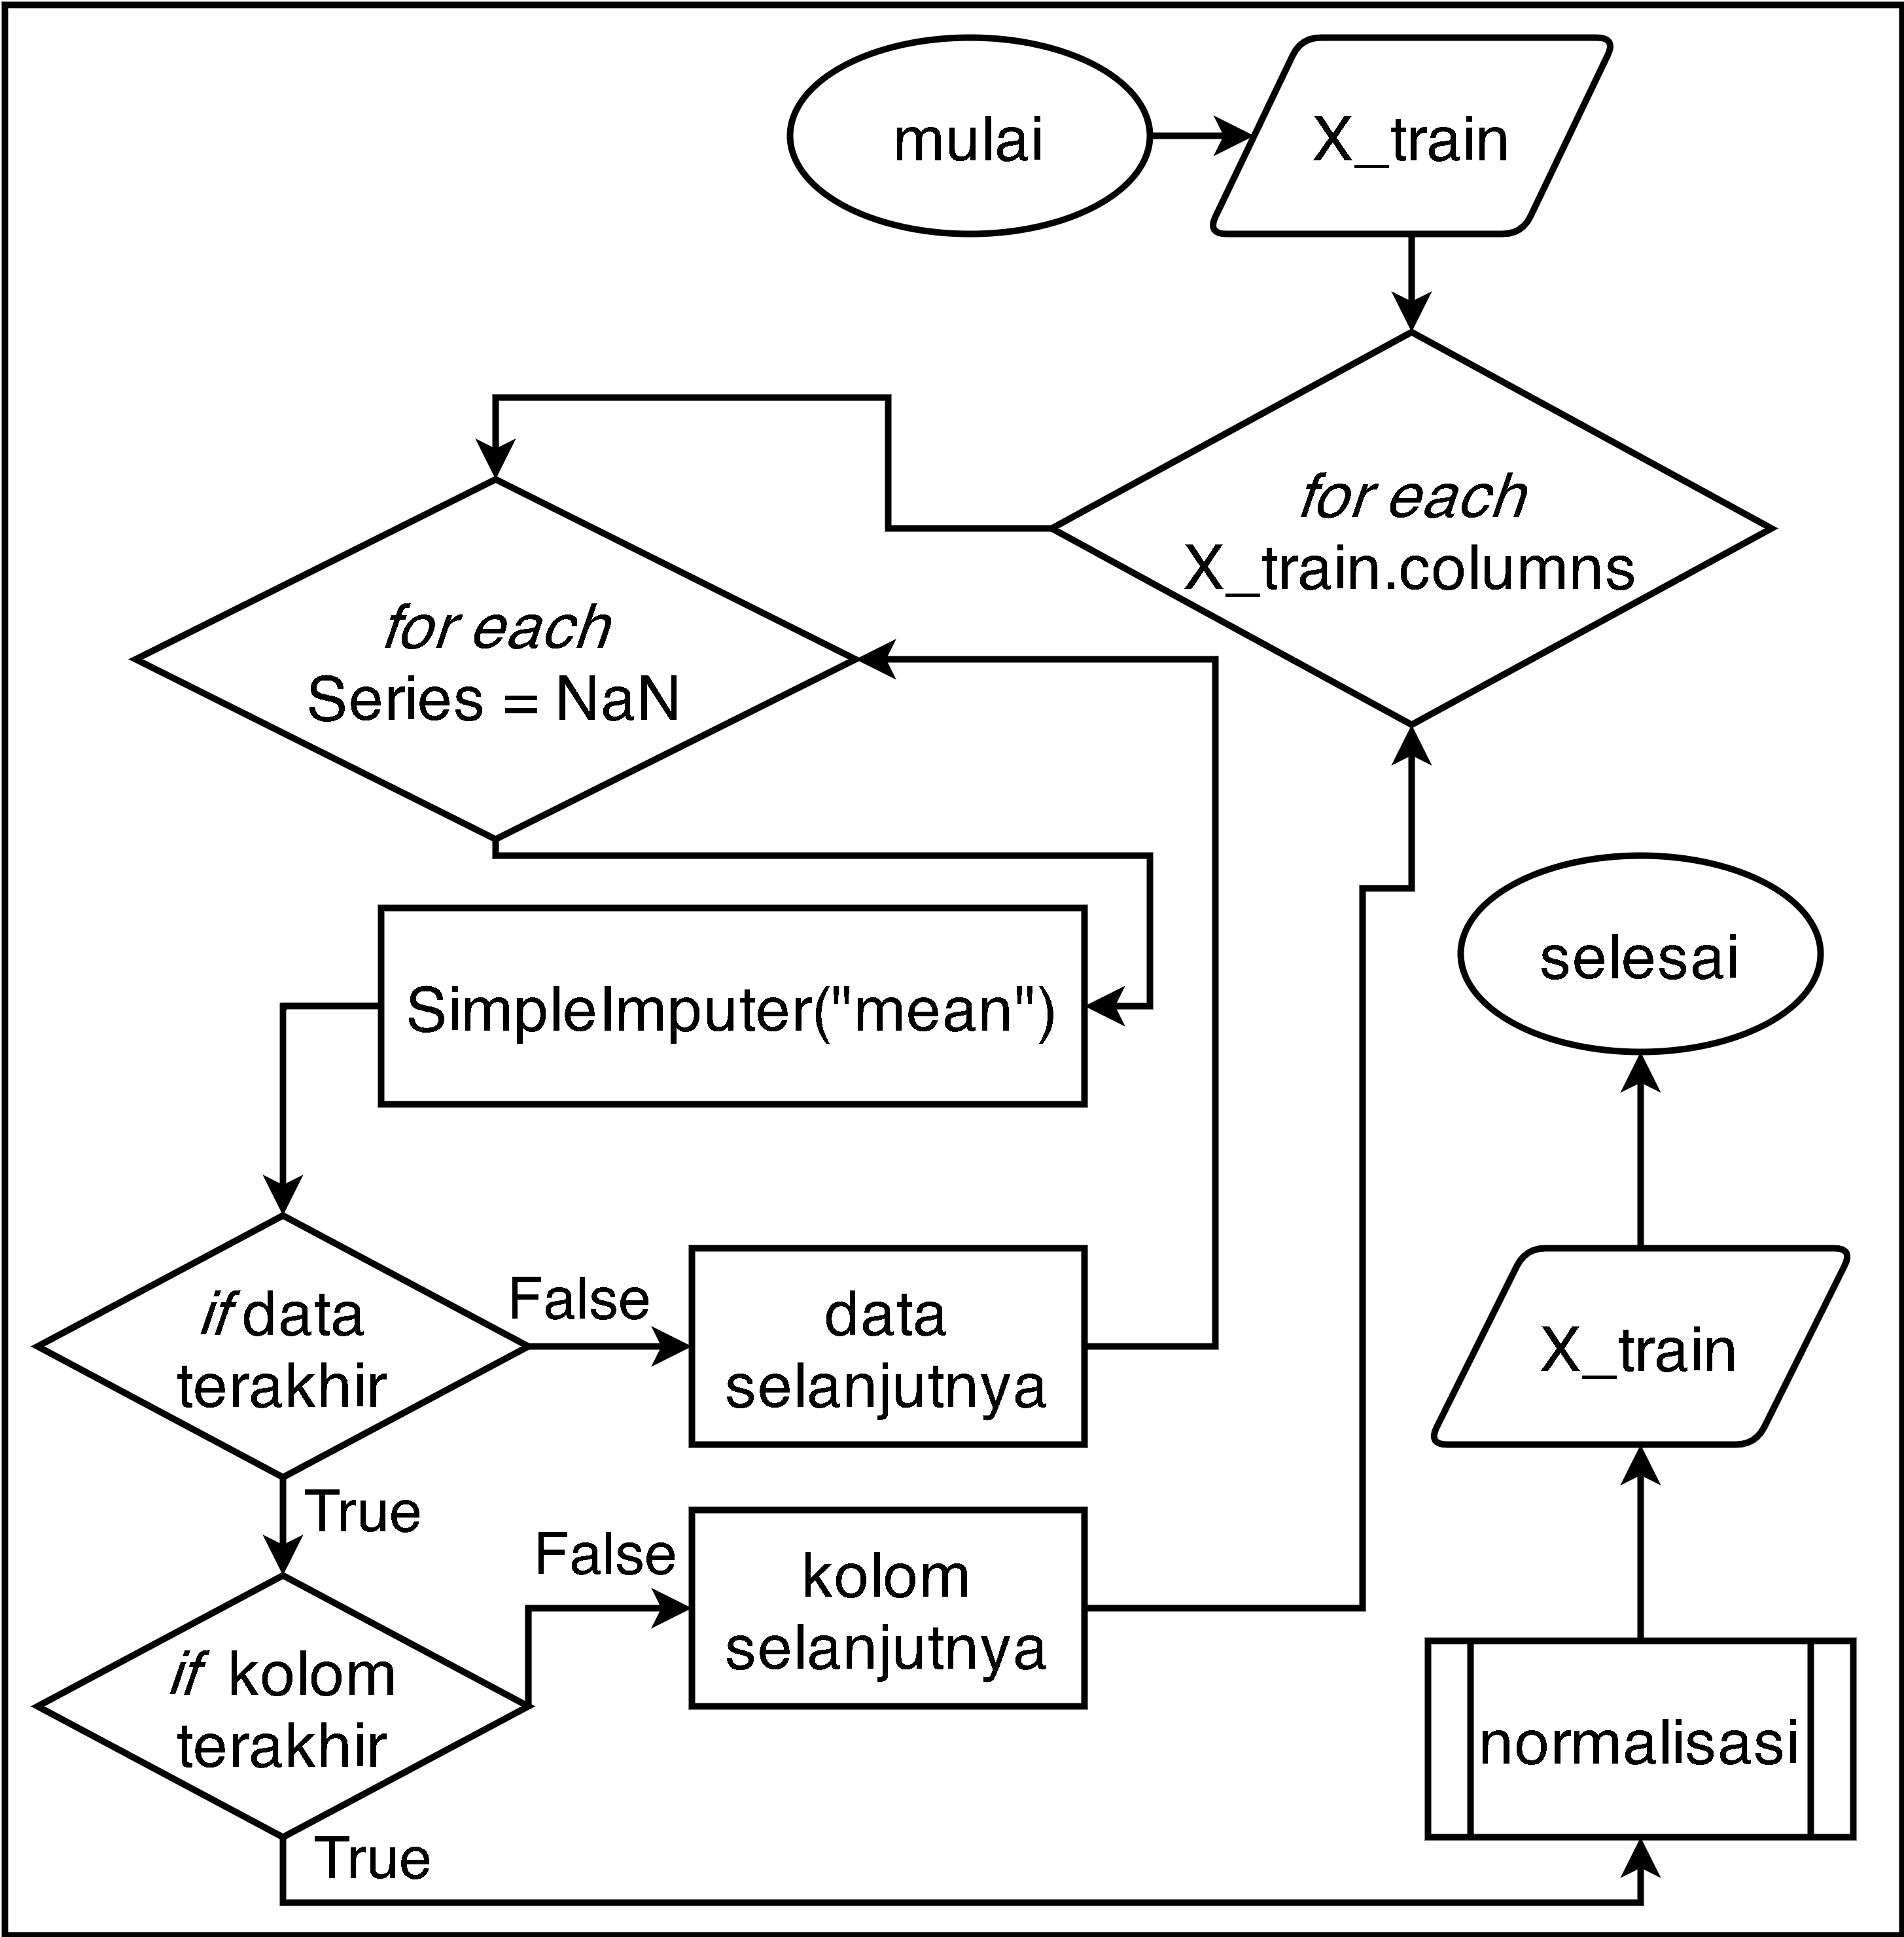 mulai
X_train
for each
X_train.columns
for each
Series = NaN
SimpleImputer("mean")
if data
terakhir
False
data
selanjutnya
True
if kolom
terakhir
False
kolom
selanjutnya
True
normalisasi
X_train
selesai